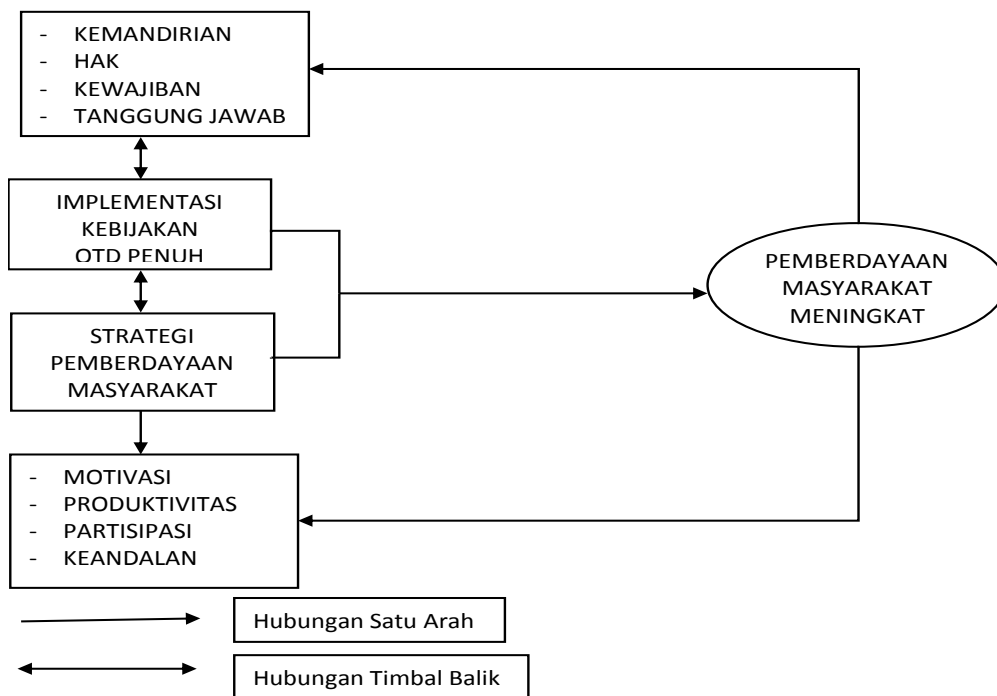 - KEMANDIRIAN
- HAK
- KEWAJIBAN
- TANGGUNG JAWAB
IMPLEMENTASI
KEBIJAKAN
OTD PENUH
STRATEGI
PEMBERDAYAAN
MASYARAKAT
- MOTIVASI
- PRODUKTIVITAS
- PARTISIPASI
- KEANDALAN
PEMBERDAYAAN
MASYARAKAT
MENINGKAT
Hubungan Satu Arah
Hubungan Timbal Balik